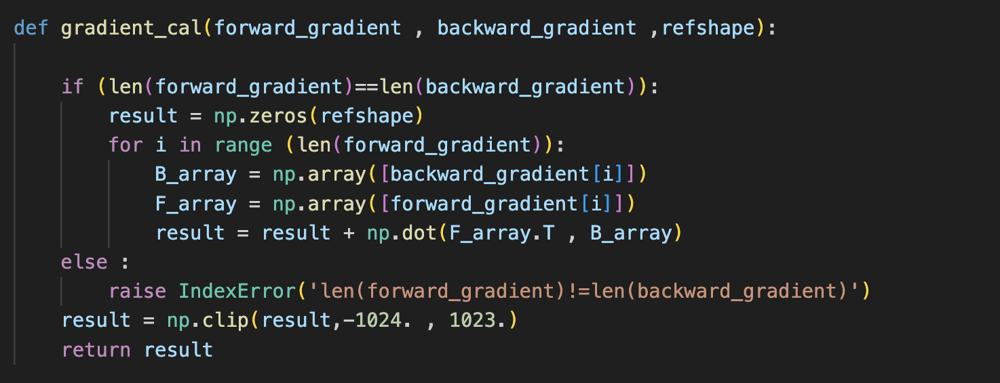 def gradient_cal(forward_gradient , backward_gradient ,refshape):
if (len(forward_gradient)==len(backward_gradient)):
result = np.zeros(refshape)
for i in range (len(forward_gradient)):
B_array = np.array([backward_gradient[i]])
F_array = np.array([forward_gradient[i]])
result = result + np.dot(F_array.T , B_array)
else :
raise IndexError('len(forward_gradient)!=len(backward_gradient)')
result = np.clip(result,-1024. , 1023.)
return result